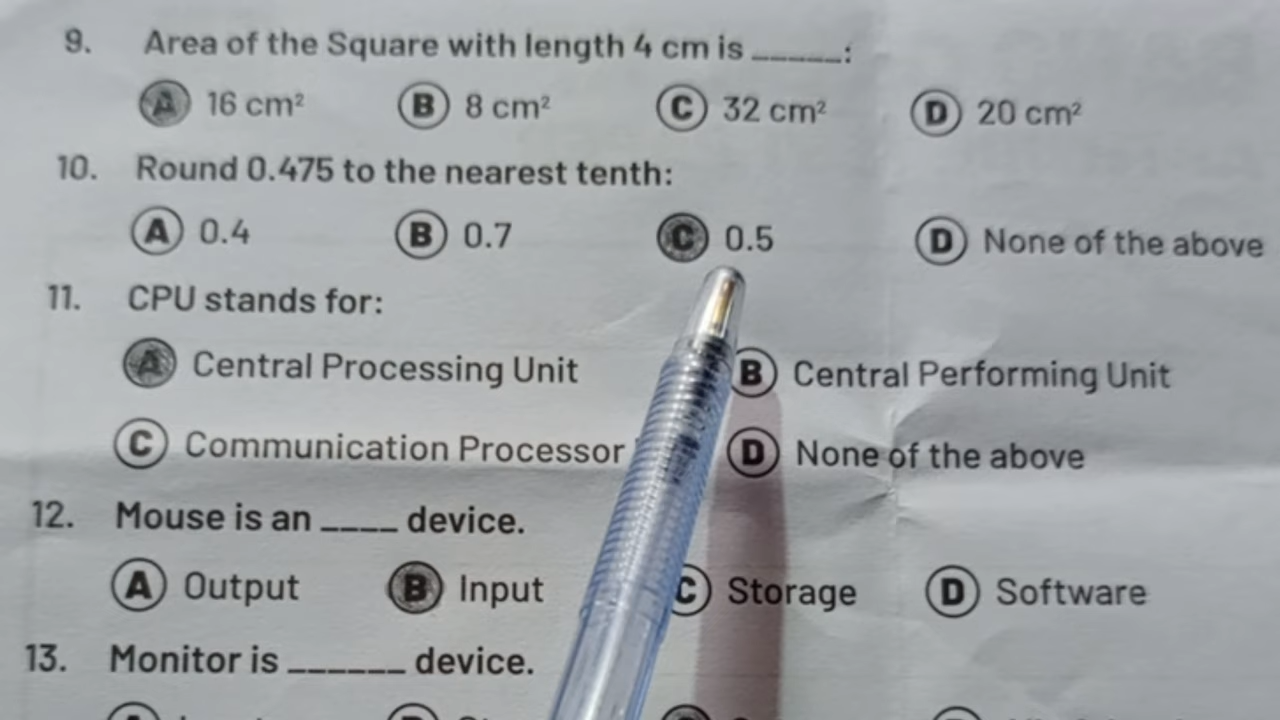 9. Area of the Square with length 4 cm is _____:
A 16 cm² B 8 cm² C 32 cm² D 20 cm²
10. Round 0.475 to the nearest tenth:
A 0.4 B 0.7 C 0.5 D None of the above
11. CPU stands for:
A Central Processing Unit B Central Performing Unit
C Communication Processor D None of the above
12. Mouse is an ____ device.
A Output B Input C Storage D Software
13. Monitor is ______ device.